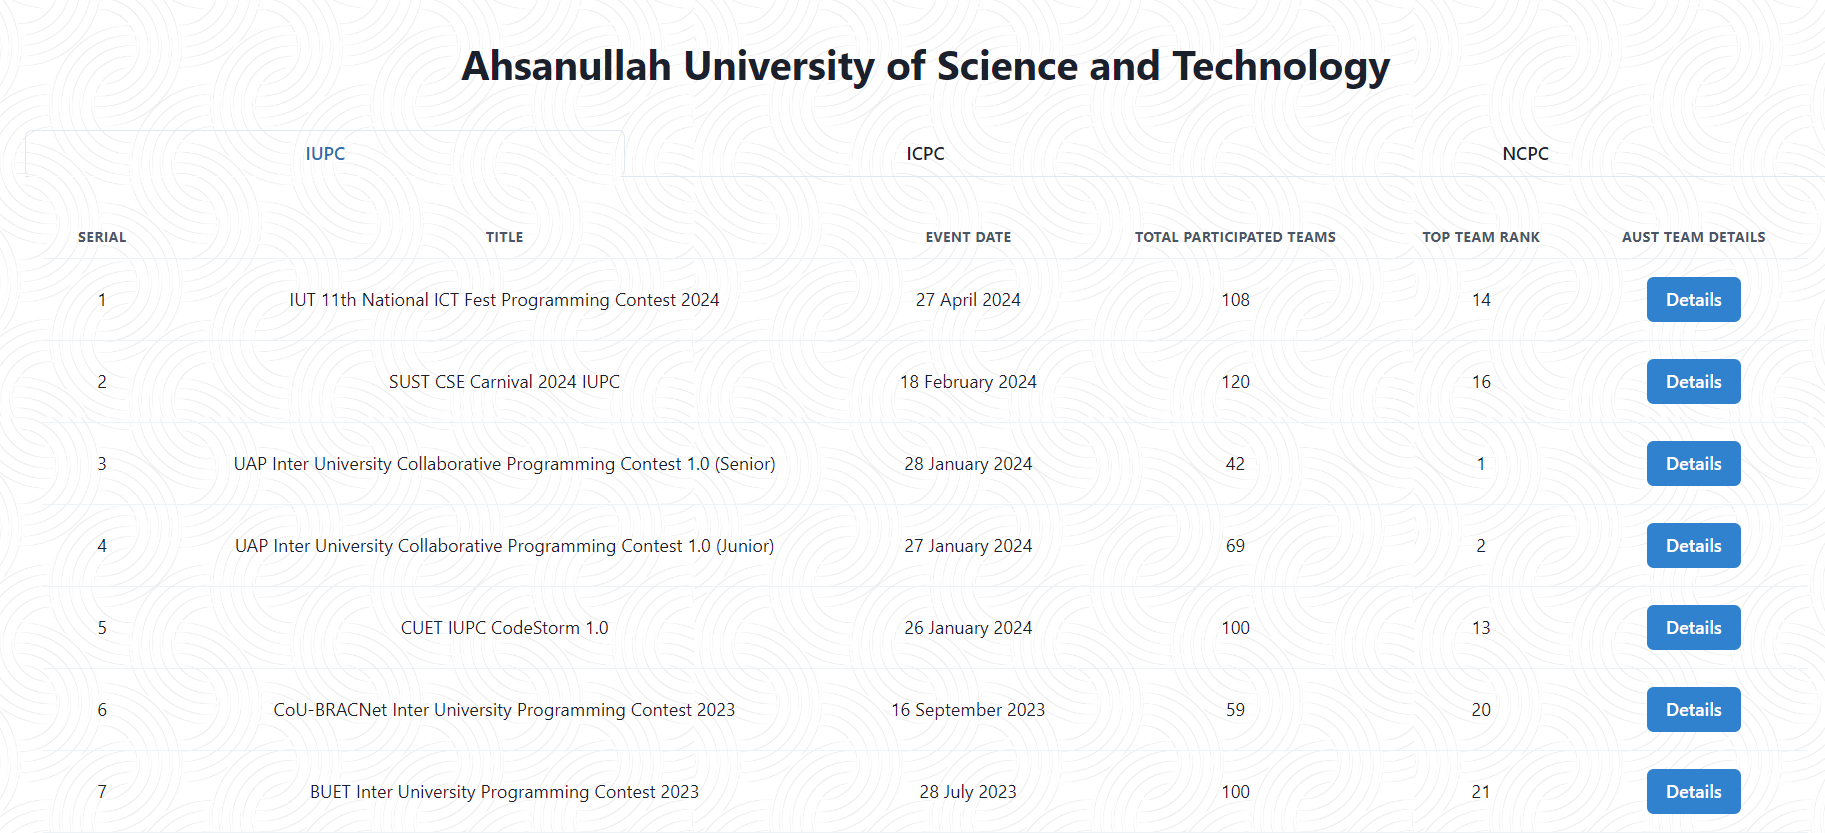 Ahsanullah University of Science and Technology
IUPC ICPC NCPC
SERIAL TITLE EVENT DATE TOTAL PARTICIPATED TEAMS TOP TEAM RANK AUST TEAM DETAILS
1 IUT 11th National ICT Fest Programming Contest 2024 27 April 2024 108 14 Details
2 SUST CSE Carnival 2024 IUPC 18 February 2024 120 16 Details
3 UAP Inter University Collaborative Programming Contest 1.0 (Senior) 28 January 2024 42 1 Details
4 UAP Inter University Collaborative Programming Contest 1.0 (Junior) 27 January 2024 69 2 Details
5 CUET IUPC CodeStorm 1.0 26 January 2024 100 13 Details
6 CoU-BRACNet Inter University Programming Contest 2023 16 September 2023 59 20 Details
7 BUET Inter University Programming Contest 2023 28 July 2023 100 21 Details